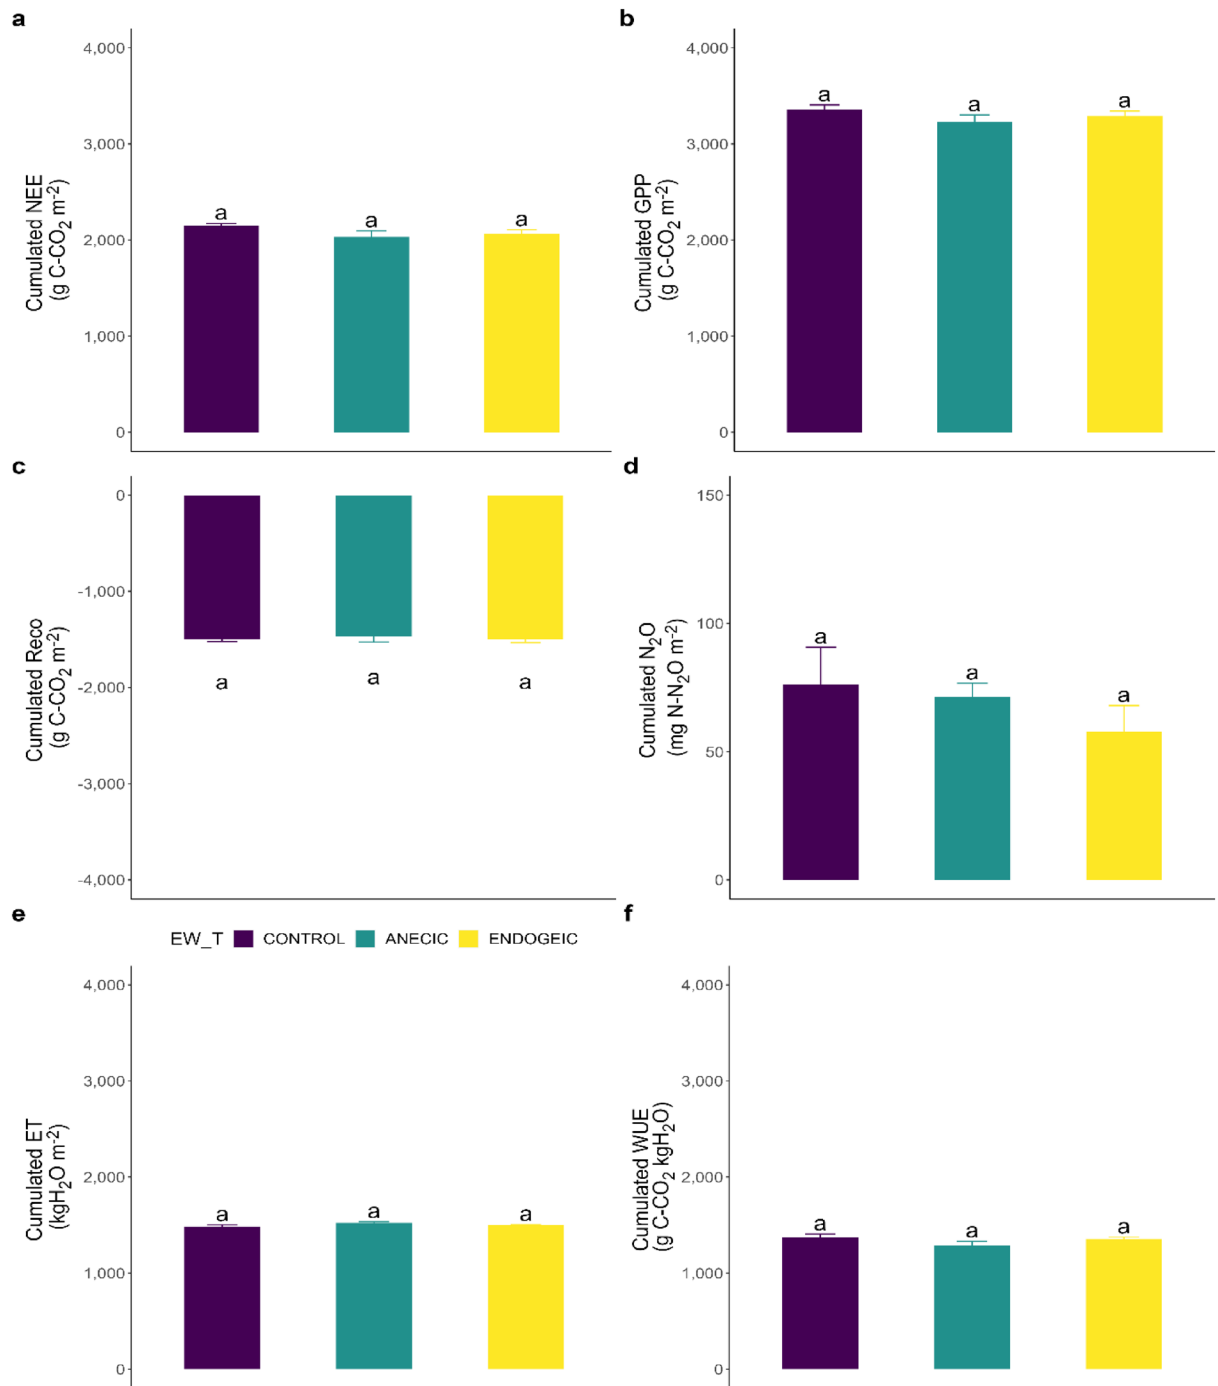 a
4,000
3,000
2,000
1,000
0
Cumulated NEE
(g C-CO2 m-2)
a
a
a
b
4,000
3,000
2,000
1,000
0
Cumulated GPP
(g C-CO2 m-2)
a
a
a
c
0
-1,000
-2,000
-3,000
-4,000
Cumulated Reco
(g C-CO2 m-2)
a
a
a
d
150
100
50
0
Cumulated N2O
(mg N-N2O m-2)
a
a
a
e
EW_T CONTROL ANECIC ENDOGEIC
4,000
3,000
2,000
1,000
0
Cumulated ET
(kgH2O m-2)
a
a
a
f
4,000
3,000
2,000
1,000
0
Cumulated WUE
(g C-CO2 kgH2O)
a
a
a